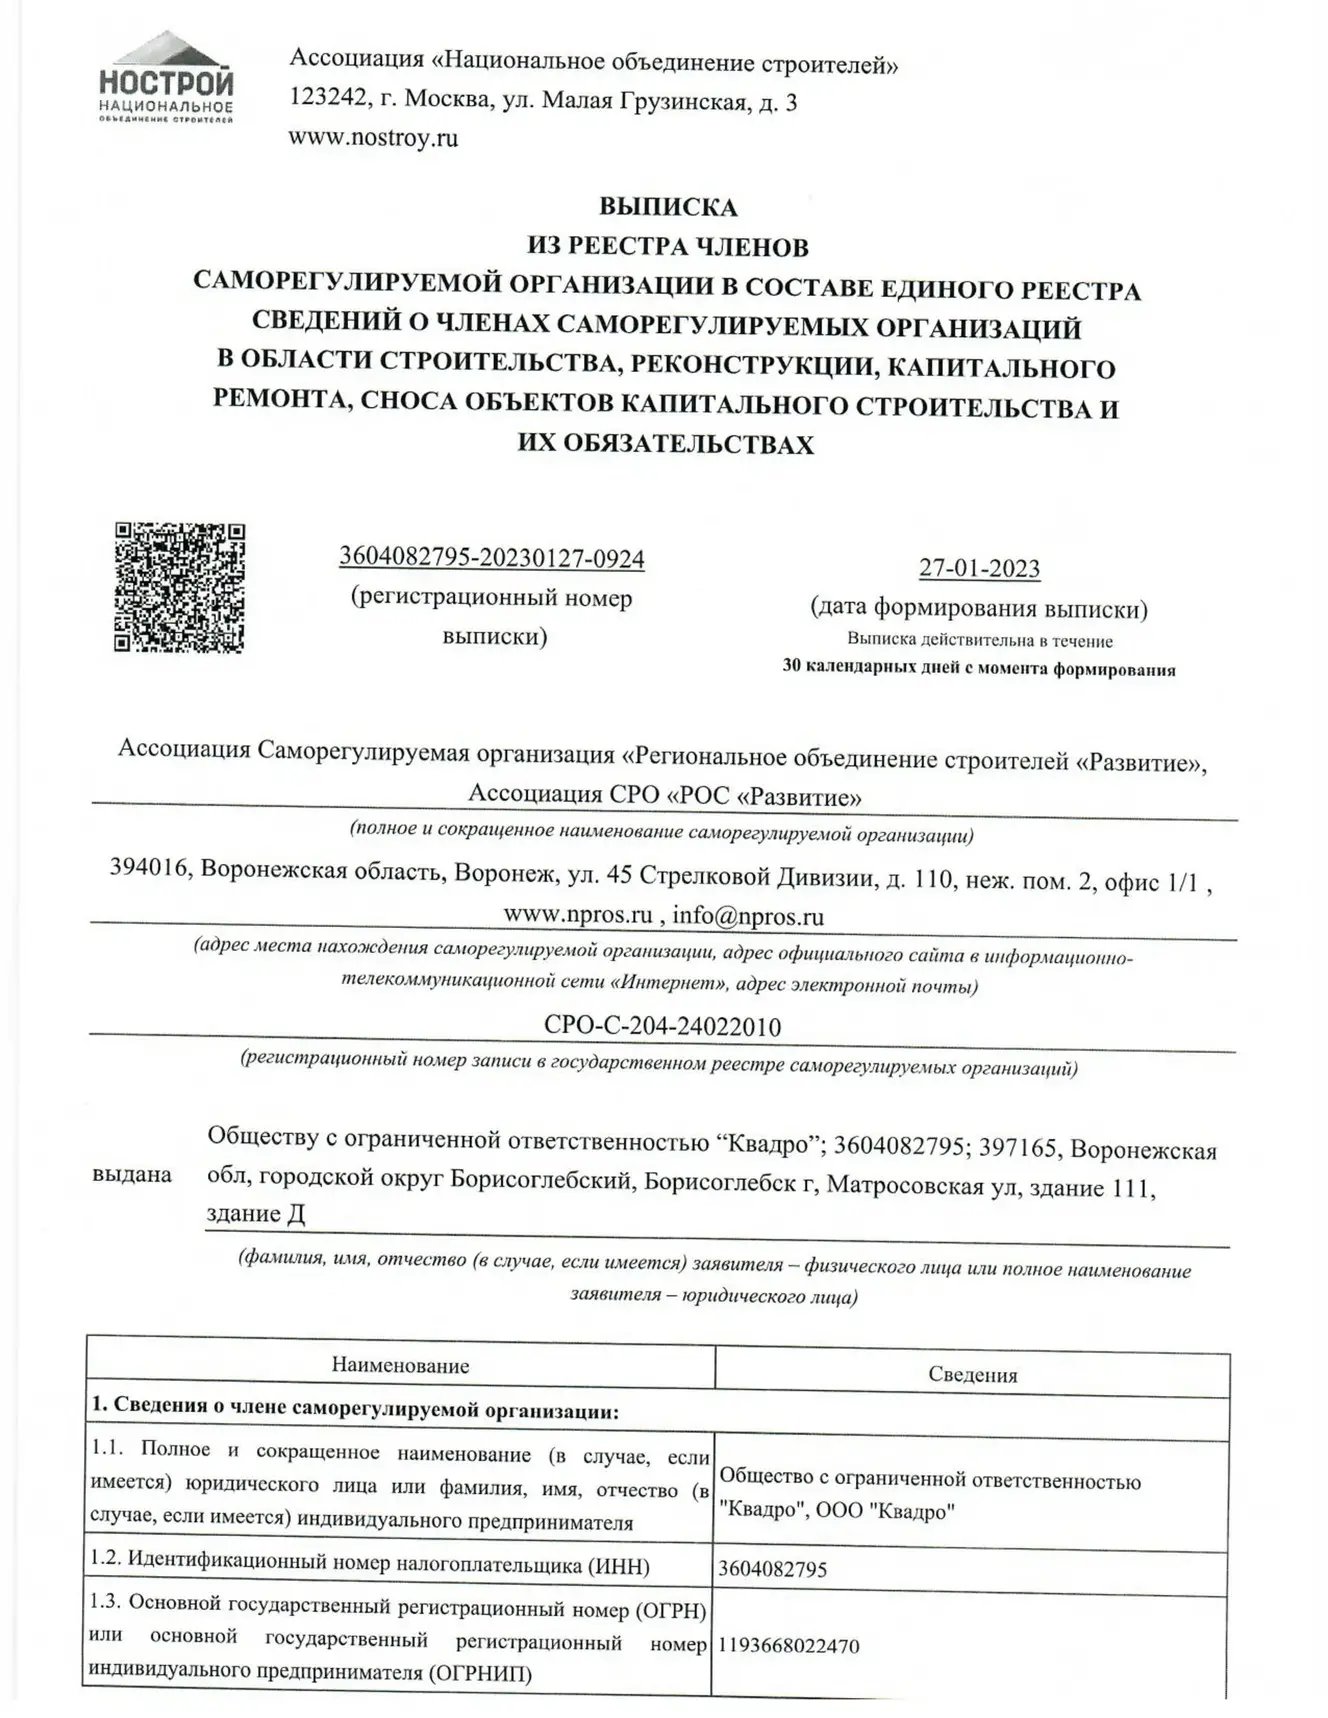 НОСТРОЙ
НАЦИОНАЛЬНОЕ
ОБЪЕДИНЕНИЕ СТРОИТЕЛЕЙ
Ассоциация «Национальное объединение строителей»
123242, г. Москва, ул. Малая Грузинская, д. 3
www.nostroy.ru
ВЫПИСКА
ИЗ РЕЕСТРА ЧЛЕНОВ
САМОРЕГУЛИРУЕМОЙ ОРГАНИЗАЦИИ В СОСТАВЕ ЕДИНОГО РЕЕСТРА
СВЕДЕНИЙ О ЧЛЕНАХ САМОРЕГУЛИРУЕМЫХ ОРГАНИЗАЦИЙ
В ОБЛАСТИ СТРОИТЕЛЬСТВА, РЕКОНСТРУКЦИИ, КАПИТАЛЬНОГО
РЕМОНТА, СНОСА ОБЪЕКТОВ КАПИТАЛЬНОГО СТРОИТЕЛЬСТВА И
ИХ ОБЯЗАТЕЛЬСТВАХ
3604082795-20230127-0924
(регистрационный номер
выписки)
27-01-2023
(дата формирования выписки)
Выписка действительна в течение
30 календарных дней с момента формирования
Ассоциация Саморегулируемая организация «Региональное объединение строителей «Развитие»,
Ассоциация СРО «РОС «Развитие»
(полное и сокращенное наименование саморегулируемой организации)
394016, Воронежская область, Воронеж, ул. 45 Стрелковой Дивизии, д. 110, неж. пом. 2, офис 1/1 ,
www.npros.ru , info@npros.ru
(адрес места нахождения саморегулируемой организации, адрес официального сайта в информационно-
телекоммуникационной сети «Интернет», адрес электронной почты)
СРО-С-204-24022010
(регистрационный номер записи в государственном реестре саморегулируемых организаций)
выдана
Обществу с ограниченной ответственностью “Квадро”; 3604082795; 397165, Воронежская
обл, городской округ Борисоглебский, Борисоглебск г, Матросовская ул, здание 111,
здание Д
(фамилия, имя, отчество (в случае, если имеется) заявителя – физического лица или полное наименование
заявителя – юридического лица)
Наименование
Сведения
1. Сведения о члене саморегулируемой организации:
1.1. Полное и сокращенное наименование (в случае, если
имеется) юридического лица или фамилия, имя, отчество (в
случае, если имеется) индивидуального предпринимателя
Общество с ограниченной ответственностью
"Квадро", ООО "Квадро"
1.2. Идентификационный номер налогоплательщика (ИНН)
3604082795
1.3. Основной государственный регистрационный номер (ОГРН)
или основной государственный регистрационный номер
индивидуального предпринимателя (ОГРНИП)
1193668022470